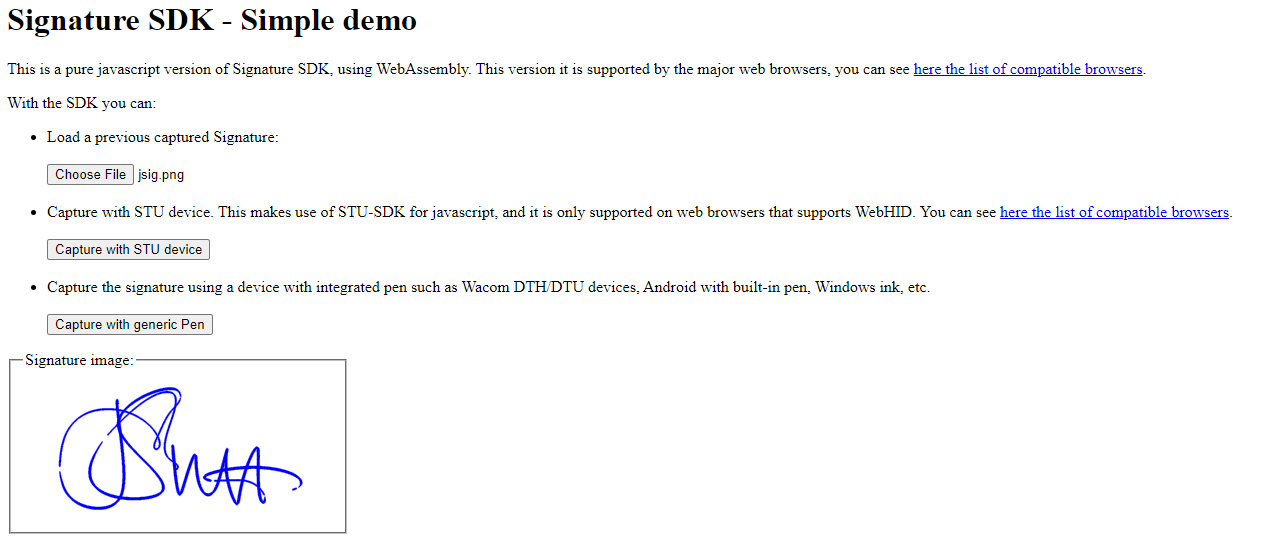 Signature SDK - Simple demo
This is a pure javascript version of Signature SDK, using WebAssembly. This version it is supported by the major web browsers, you can see here the list of compatible browsers.
With the SDK you can:
Load a previous captured Signature:
Choose File jsig.png
Capture with STU device. This makes use of STU-SDK for javascript, and it is only supported on web browsers that supports WebHID. You can see here the list of compatible browsers.
Capture with STU device
Capture the signature using a device with integrated pen such as Wacom DTH/DTU devices, Android with built-in pen, Windows ink, etc.
Capture with generic Pen
Signature image: